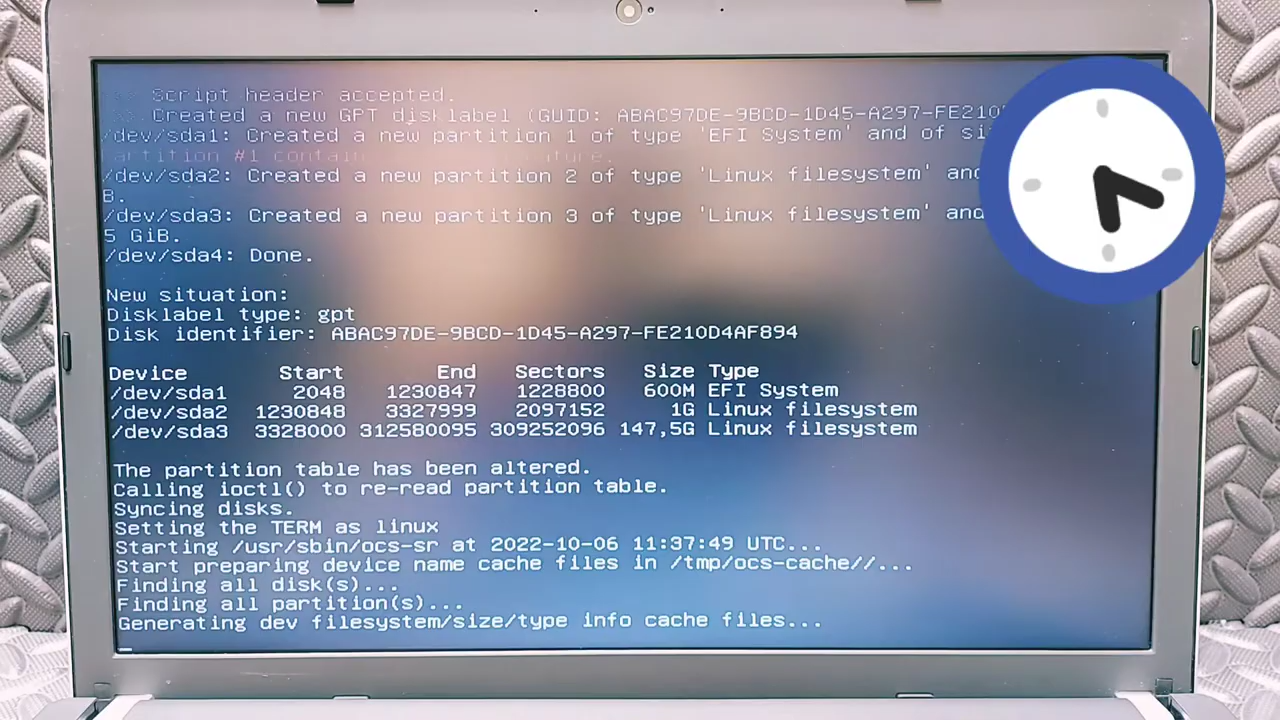 Script header accepted.
Created a new GPT disklabel (GUID: ABAC97DE-9BCD-1D45-A297-FE210
/dev/sda1: Created a new partition 1 of type 'EFI System' and of si
artition #1 contain
/dev/sda2: Created a new partition 2 of type 'Linux filesystem' and
B.
/dev/sda3: Created a new partition 3 of type 'Linux filesystem' and
5 GiB.
/dev/sda4: Done.
New situation:
Disklabel type: gpt
Disk identifier: ABAC97DE-9BCD-1D45-A297-FE210D4AF894
Device Start End Sectors Size Type
/dev/sda1 2048 1230847 1228800 600M EFI System
/dev/sda2 1230848 3327999 2097152 1G Linux filesystem
/dev/sda3 3328000 312580095 309252096 147,5G Linux filesystem
The partition table has been altered.
Calling ioctl() to re-read partition table.
Syncing disks.
Setting the TERM as linux
Starting /usr/sbin/ocs-sr at 2022-10-06 11:37:49 UTC...
Start preparing device name cache files in /tmp/ocs-cache//...
Finding all disk(s)...
Finding all partition(s)...
Generating dev filesystem/size/type info cache files...